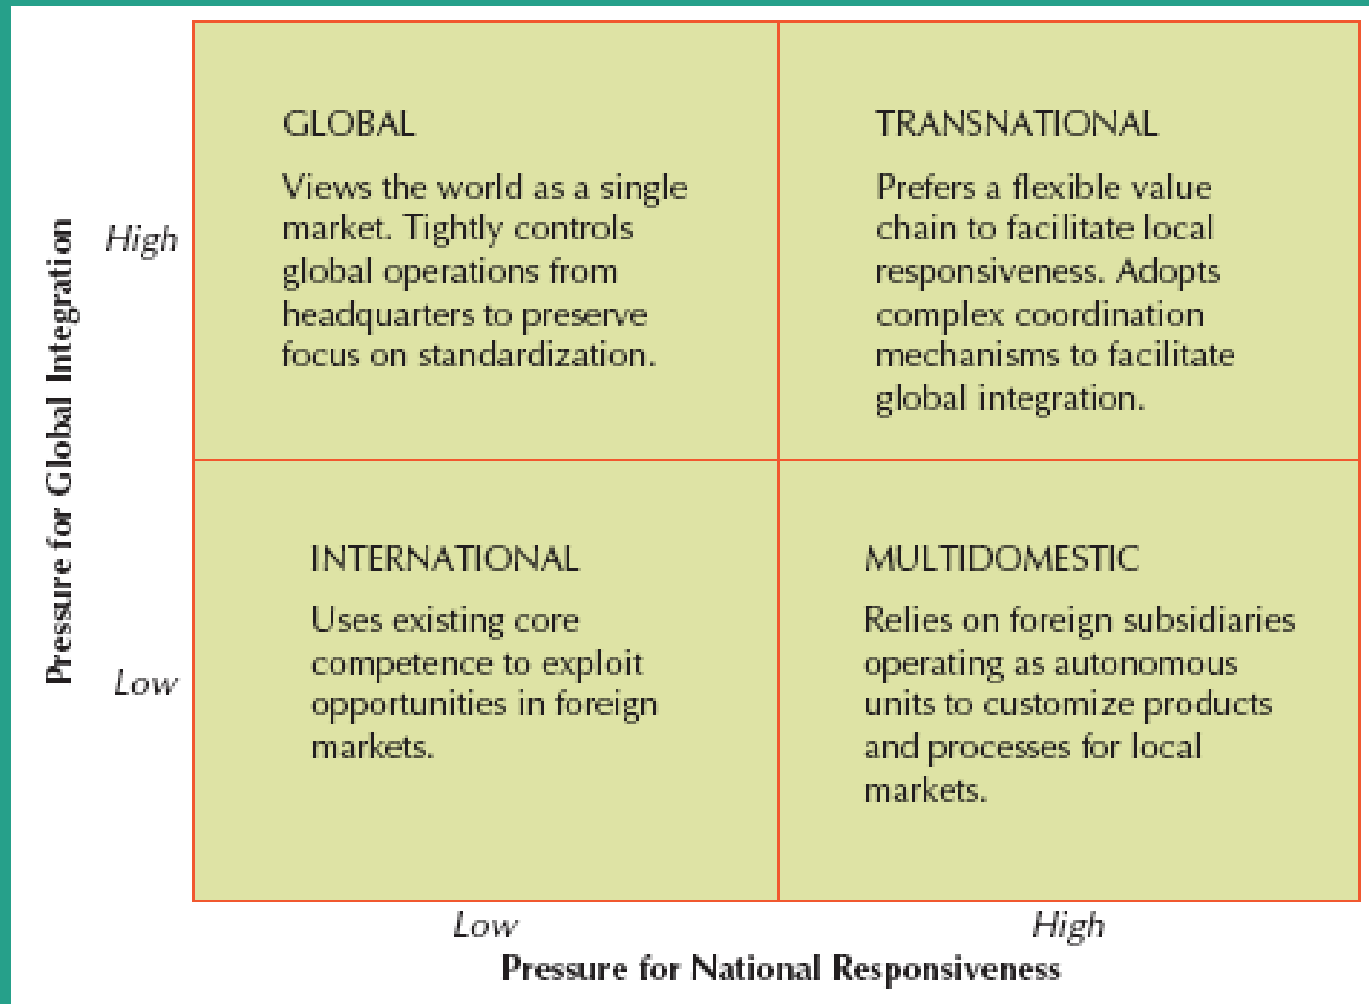 Pressure for Global Integration
High
Low
GLOBAL
Views the world as a single
market. Tightly controls
global operations from
headquarters to preserve
focus on standardization.
TRANSNATIONAL
Prefers a flexible value
chain to facilitate local
responsiveness. Adopts
complex coordination
mechanisms to facilitate
global integration.
INTERNATIONAL
Uses existing core
competence to exploit
opportunities in foreign
markets.
MULTIDOMESTIC
Relies on foreign subsidiaries
operating as autonomous
units to customize products
and processes for local
markets.
Low
High
Pressure for National Responsiveness